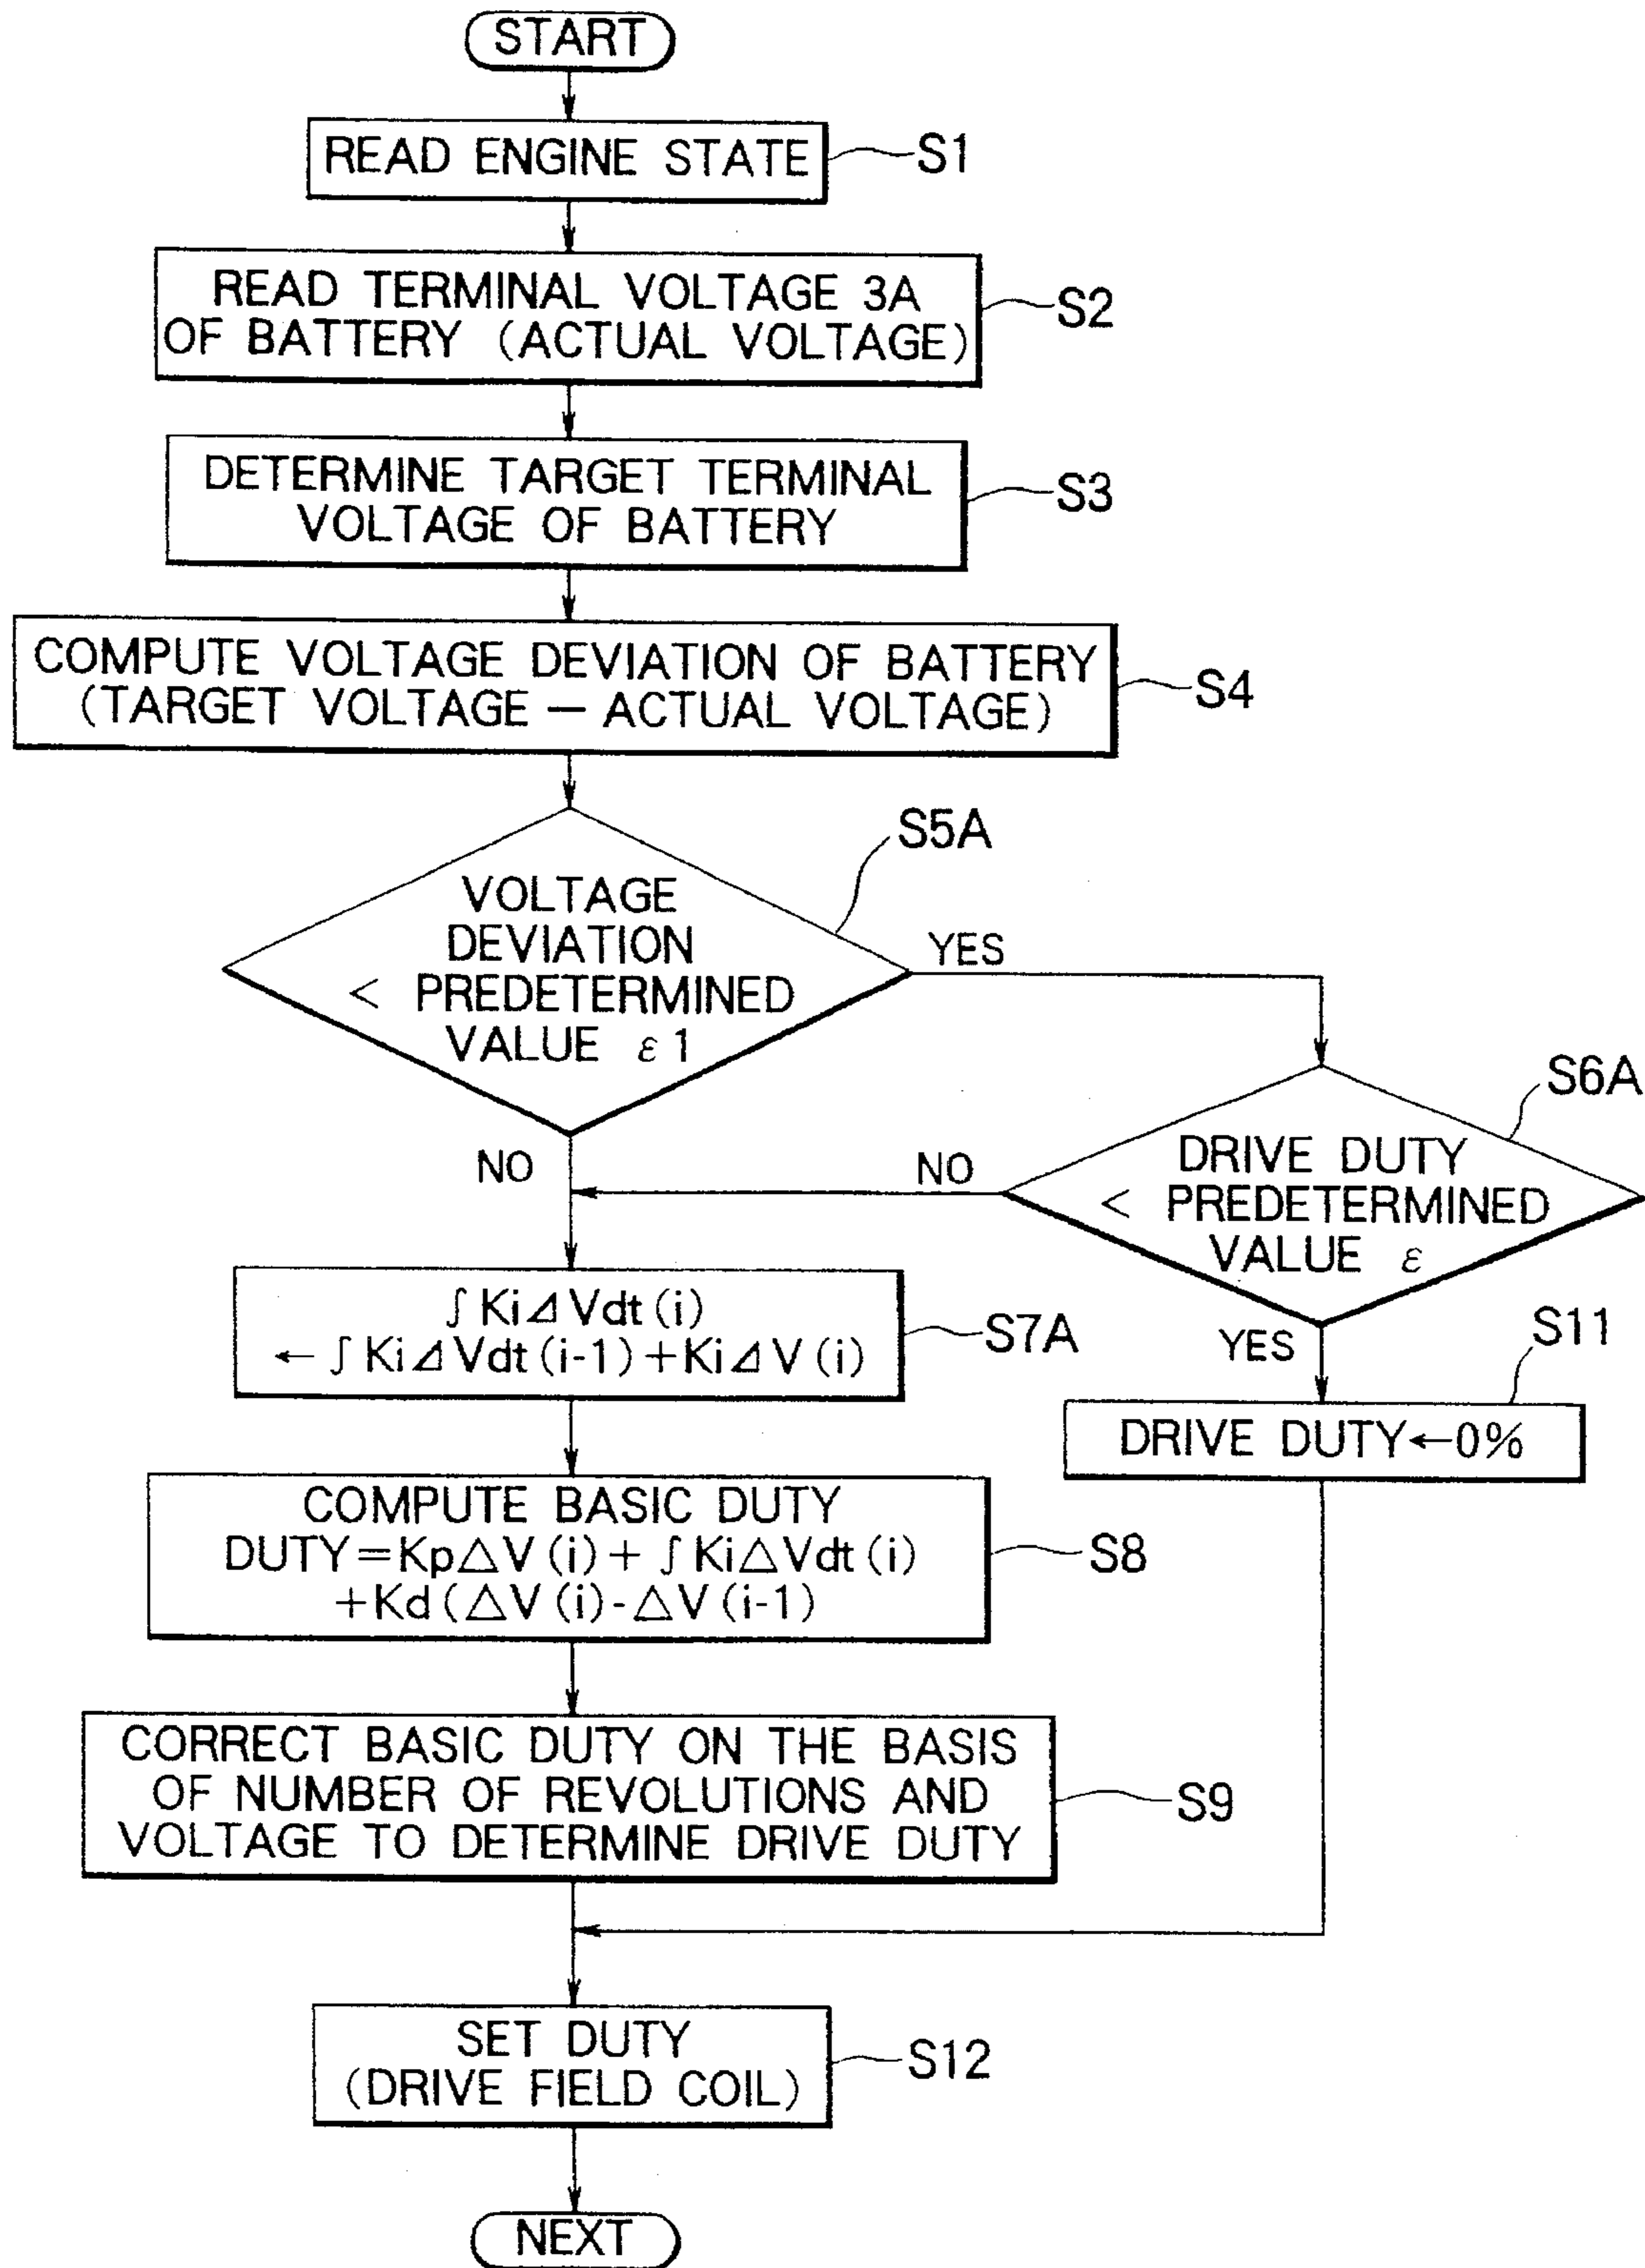 START
READ ENGINE STATE
S1
READ TERMINAL VOLTAGE 3A
OF BATTERY (ACTUAL VOLTAGE)
S2
DETERMINE TARGET TERMINAL
VOLTAGE OF BATTERY
S3
COMPUTE VOLTAGE DEVIATION OF BATTERY
(TARGET VOLTAGE — ACTUAL VOLTAGE)
S4
S5A
VOLTAGE
DEVIATION
< PREDETERMINED
VALUE ε1
YES
NO
S6A
DRIVE DUTY
< PREDETERMINED
VALUE ε
NO
YES
∫Ki⊿Vdt(i)
←∫Ki⊿Vdt(i-1)+Ki⊿V(i)
S7A
S11
DRIVE DUTY←0%
COMPUTE BASIC DUTY
DUTY=Kp△V(i)+∫Ki△Vdt(i)
+Kd(△V(i)-△V(i-1)
S8
CORRECT BASIC DUTY ON THE BASIS
OF NUMBER OF REVOLUTIONS AND
VOLTAGE TO DETERMINE DRIVE DUTY
S9
SET DUTY
(DRIVE FIELD COIL)
S12
NEXT